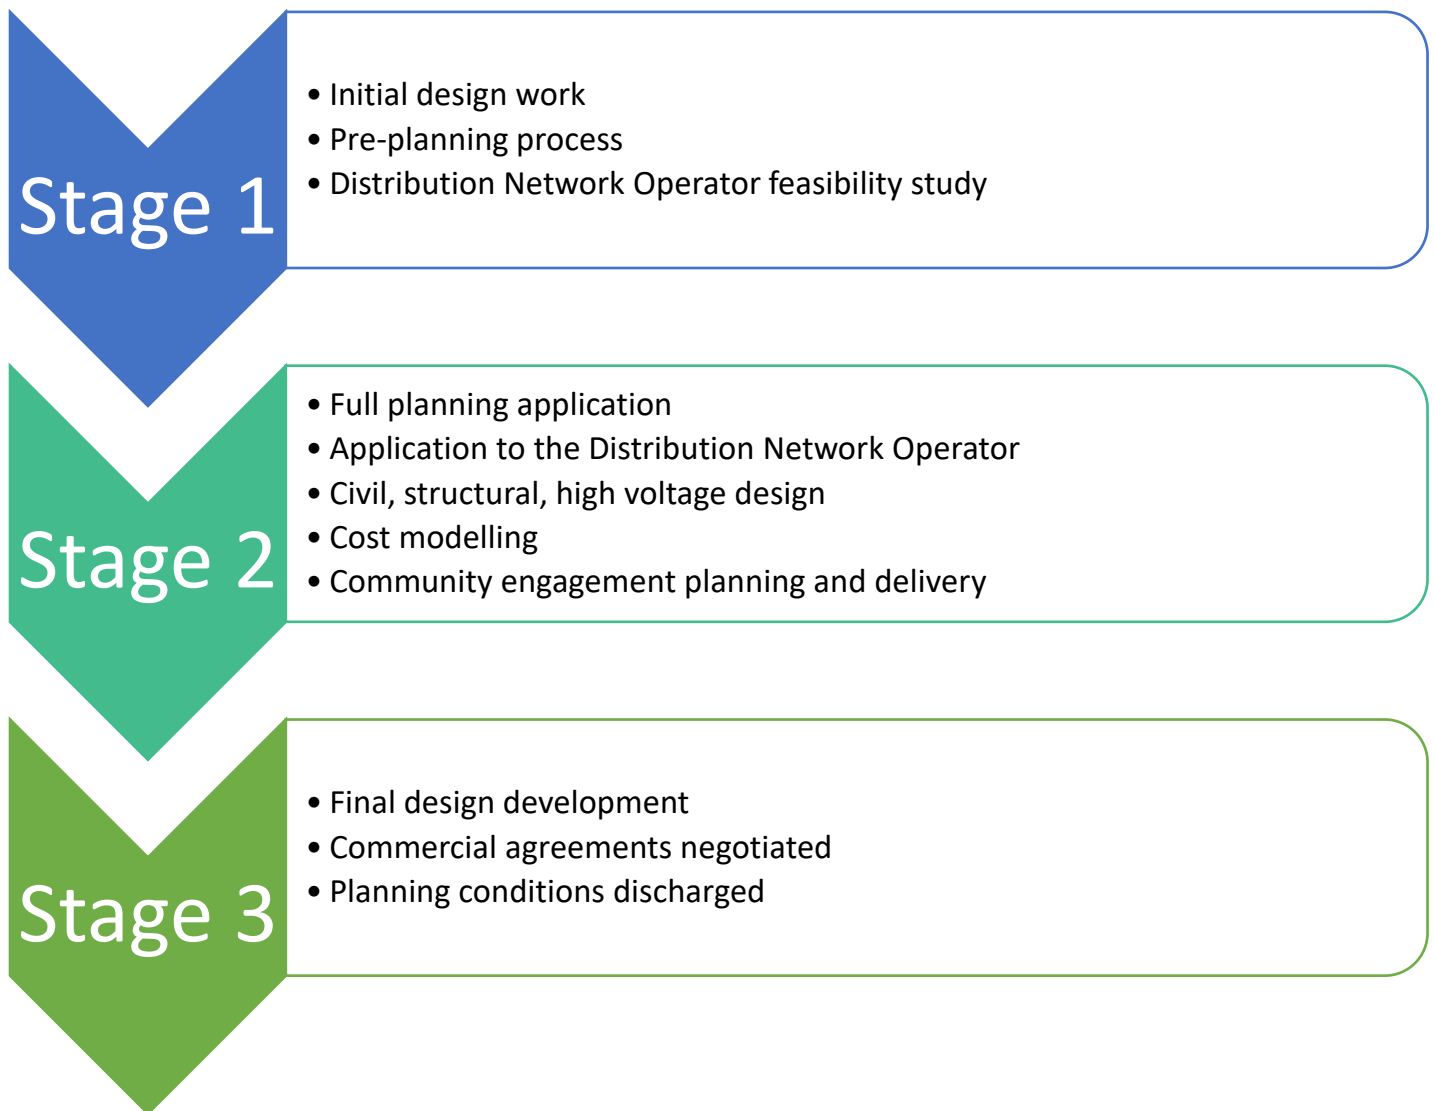 Stage 1
• Initial design work
• Pre-planning process
• Distribution Network Operator feasibility study
Stage 2
• Full planning application
• Application to the Distribution Network Operator
• Civil, structural, high voltage design
• Cost modelling
• Community engagement planning and delivery
Stage 3
• Final design development
• Commercial agreements negotiated
• Planning conditions discharged